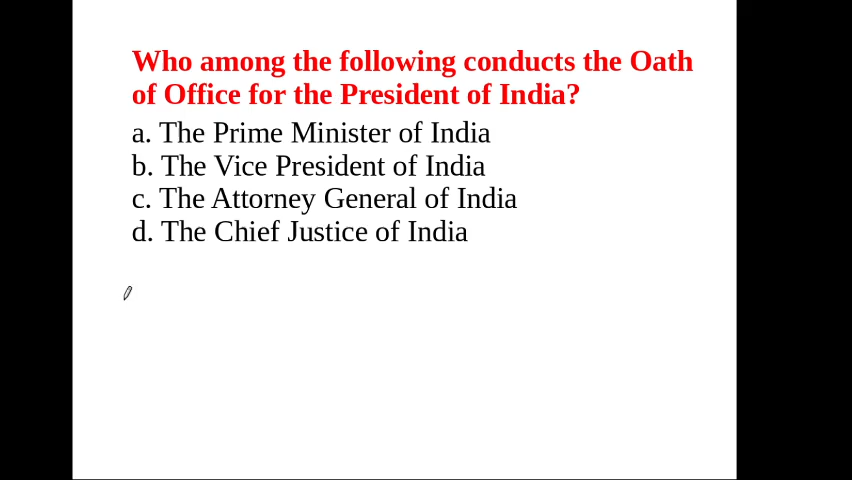 Who among the following conducts the Oath
of Office for the President of India?
a. The Prime Minister of India
b. The Vice President of India
c. The Attorney General of India
d. The Chief Justice of India